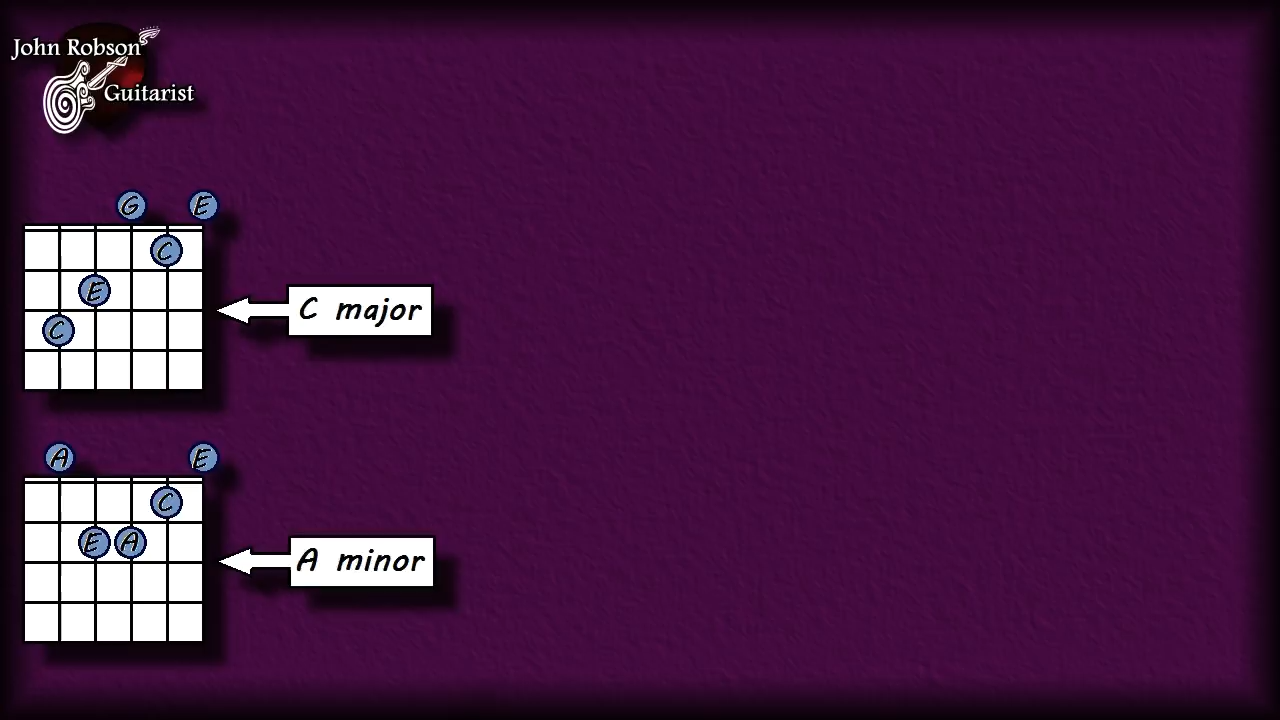 John Robson
Guitarist
G E
C
E
C
C major
A E
C
E A
A minor